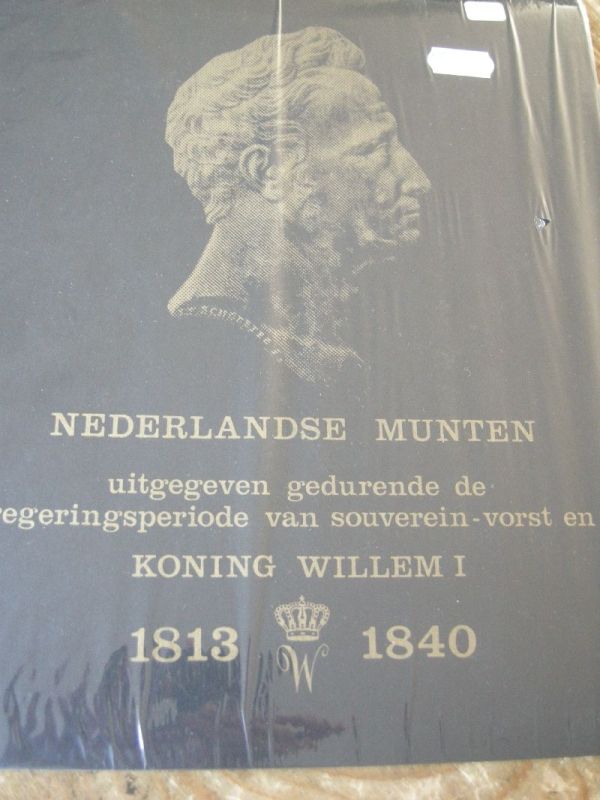 NEDERLANDSE MUNTEN
uitgegeven gedurende de
regeringsperiode van souverein-vorst en
KONING WILLEM I
1813 W 1840